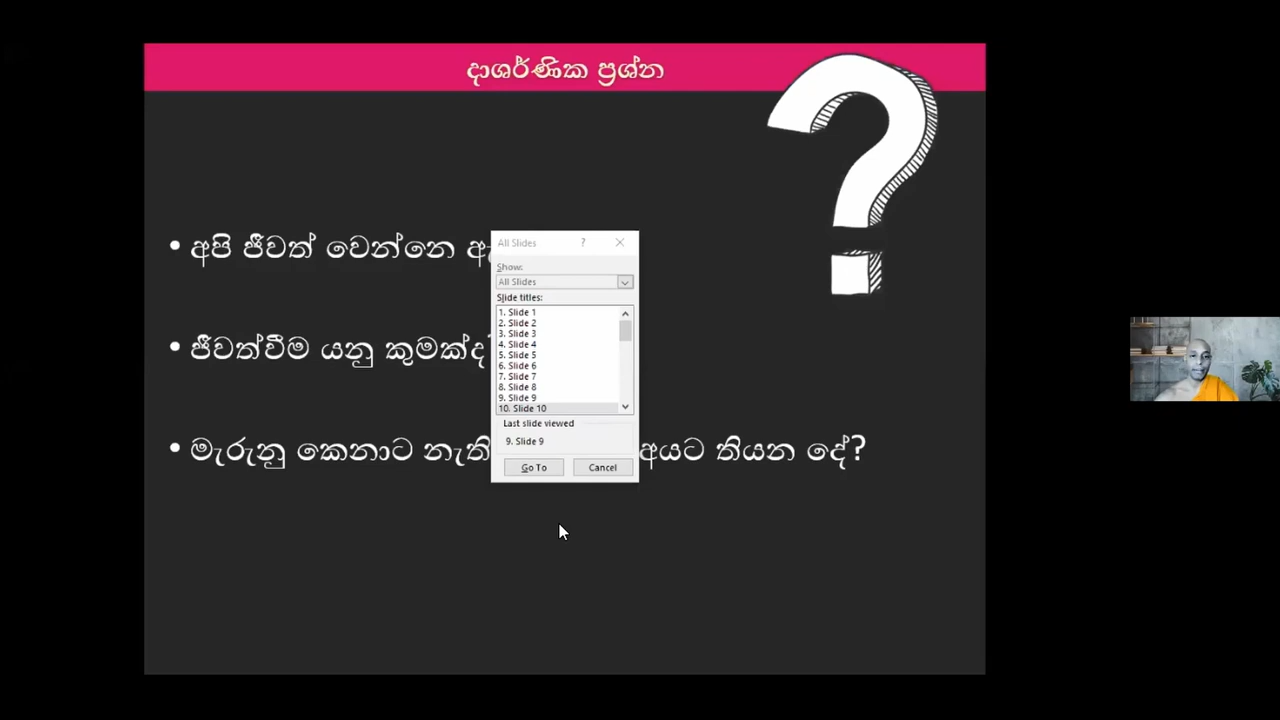 දාශර්ණික ප්‍රශ්න
අපි ජීවත් වෙන්නෙ
ජීවත්වීම යනු කුමක්ද
මැරුනු කෙනාට නැති අයට තියන දේ?
All Slides ?
Show:
All Slides
Slide titles:
1. Slide 1
2. Slide 2
3. Slide 3
4. Slide 4
5. Slide 5
6. Slide 6
7. Slide 7
8. Slide 8
9. Slide 9
10. Slide 10
Last slide viewed
9. Slide 9
Go To Cancel
?